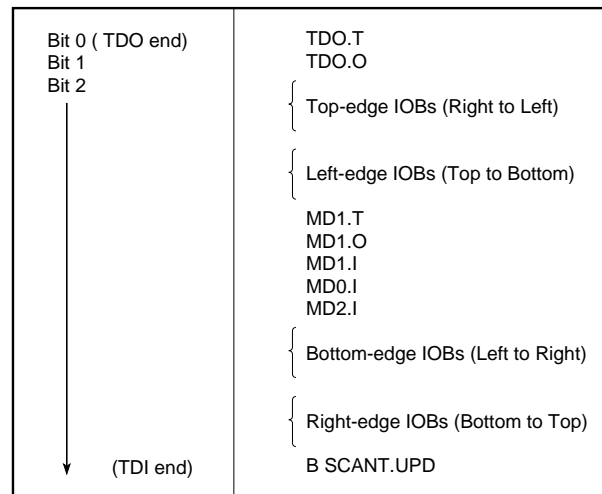 Bit 0 ( TDO end)
Bit 1
Bit 2
(TDI end)
TDO.T
TDO.O
Top-edge IOBs (Right to Left)
Left-edge IOBs (Top to Bottom)
MD1.T
MD1.O
MD1.I
MD0.I
MD2.I
Bottom-edge IOBs (Left to Right)
Right-edge IOBs (Bottom to Top)
B SCANT.UPD